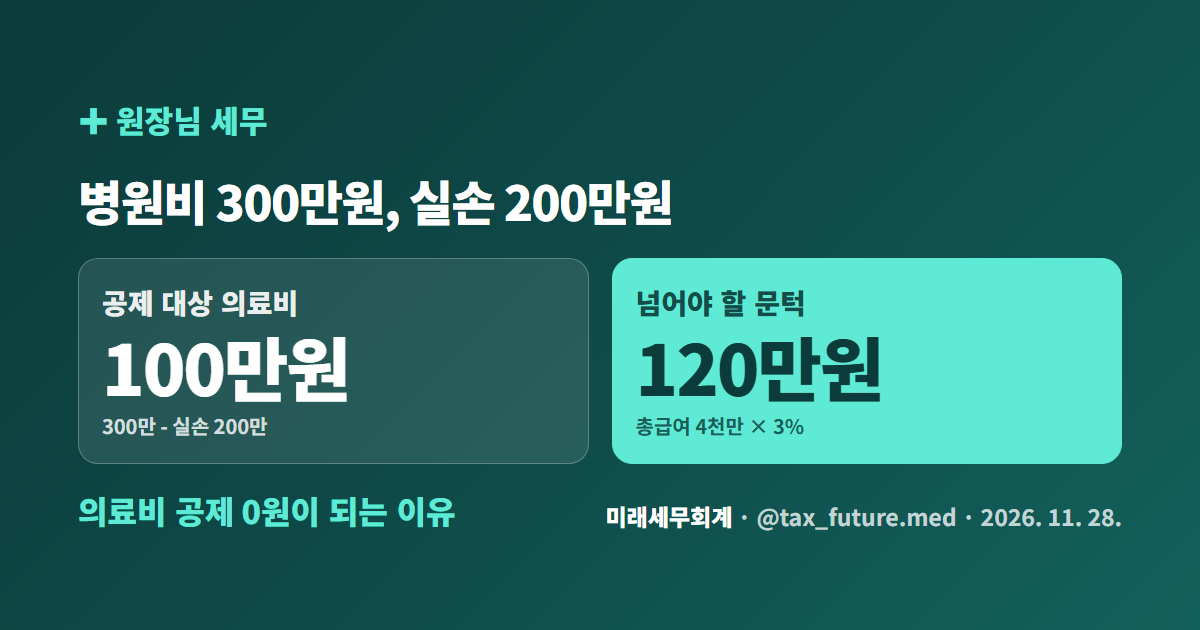 ✚ 원장님 세무
병원비 300만원, 실손 200만원
공제 대상 의료비
100만원
300만 - 실손 200만
넘어야 할 문턱
120만원
총급여 4천만 × 3%
의료비 공제 0원이 되는 이유
미래세무회계 · @tax_future.med · 2026. 11. 28.